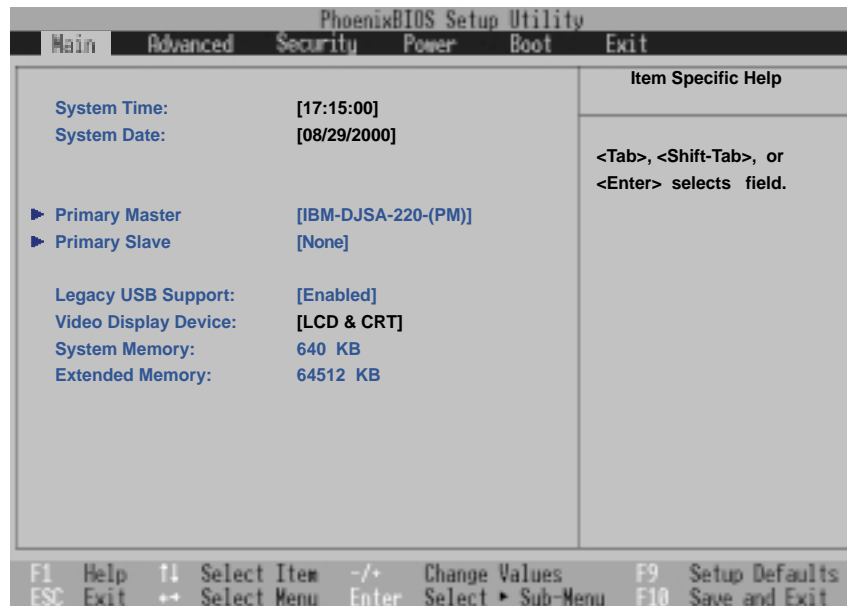 PhoenixBIOS Setup Utility
Main Advanced Security Power Boot Exit
Item Specific Help
System Time: [17:15:00]
System Date: [08/29/2000]
<Tab>, <Shift-Tab>, or
<Enter> selects field.
Primary Master [IBM-DJSA-220-(PM)]
Primary Slave [None]
Legacy USB Support: [Enabled]
Video Display Device: [LCD & CRT]
System Memory: 640 KB
Extended Memory: 64512 KB
F1 Help ↑↓ Select Item -/+ Change Values F9 Setup Defaults
ESC Exit ←→ Select Menu Enter Select ▸ Sub-Menu F10 Save and Exit